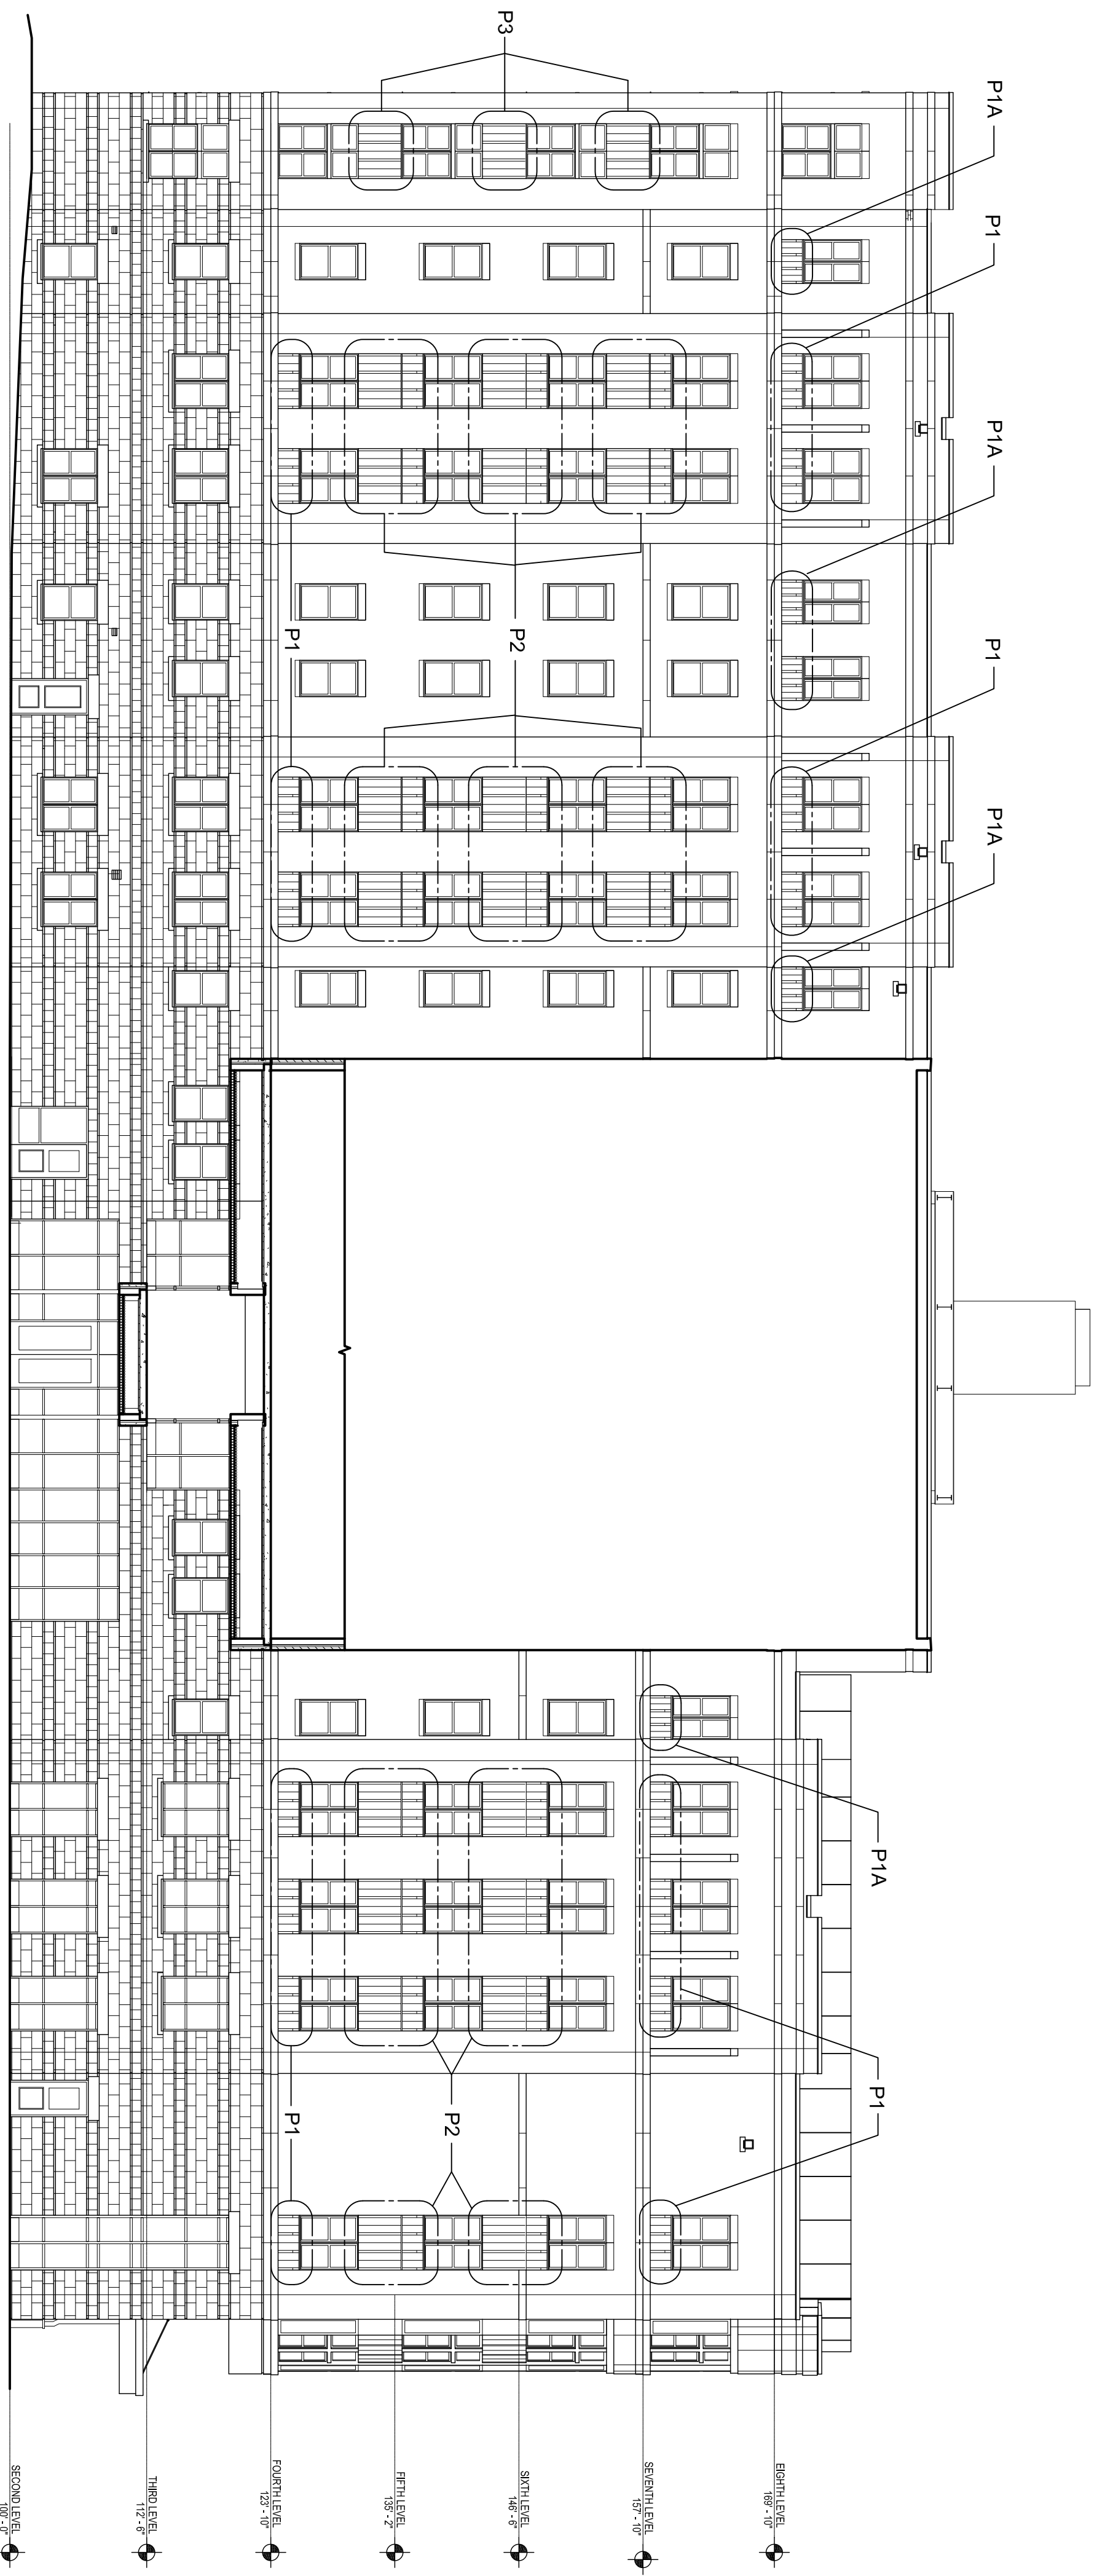 P3
P1A
P1
P1A
P1
P1A
P1A
P1
P1
P2
P2
P1
EIGHTH LEVEL
169' - 10"
SEVENTH LEVEL
157' - 10"
SIXTH LEVEL
146' - 6"
FIFTH LEVEL
135' - 2"
FOURTH LEVEL
123' - 10"
THIRD LEVEL
112' - 6"
SECOND LEVEL
100' - 0"